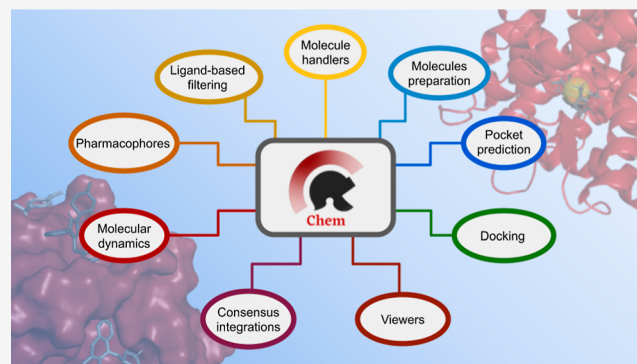 Molecule
handlers
Ligand-based
filtering
Molecules
preparation
Pharmacophores
Pocket
prediction
Chem
Molecular
dynamics
Docking
Consensus
integrations
Viewers